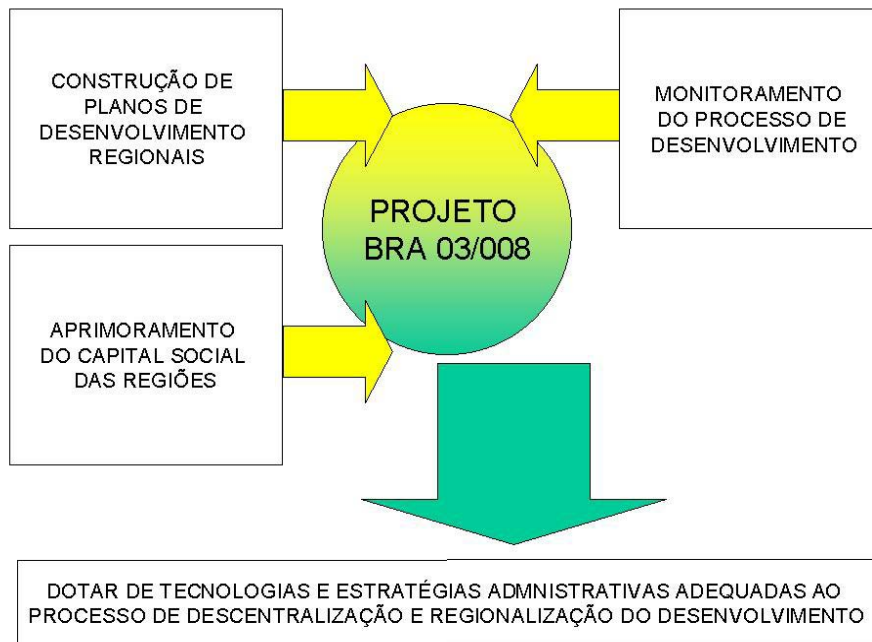 CONSTRUÇÃO DE
PLANOS DE
DESENVOLVIMENTO
REGIONAIS
MONITORAMENTO
DO PROCESSO DE
DESENVOLVIMENTO
PROJETO
BRA 03/008
APRIMORAMENTO
DO CAPITAL SOCIAL
DAS REGIÕES
DOTAR DE TECNOLOGIAS E ESTRATÉGIAS ADMNISTRATIVAS ADEQUADAS AO
PROCESSO DE DESCENTRALIZAÇÃO E REGIONALIZAÇÃO DO DESENVOLVIMENTO